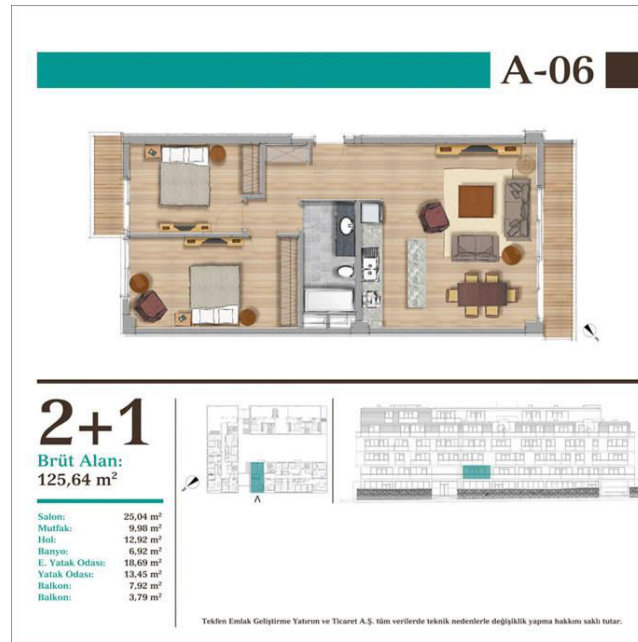 A-06
2+1
Brüt Alan:
125,64 m²
Salon: 25,04 m²
Mutfak: 9,98 m²
Hol: 12,92 m²
Banyo: 6,92 m²
E. Yatak Odası: 18,69 m²
Yatak Odası: 13,45 m²
Balkon: 7,92 m²
Balkon: 3,79 m²
A
Tekfen Emlak Geliştirme Yatırım ve Ticaret A.Ş. tüm verilerde teknik nedenlerle değişiklik yapma hakkını saklı tutar.